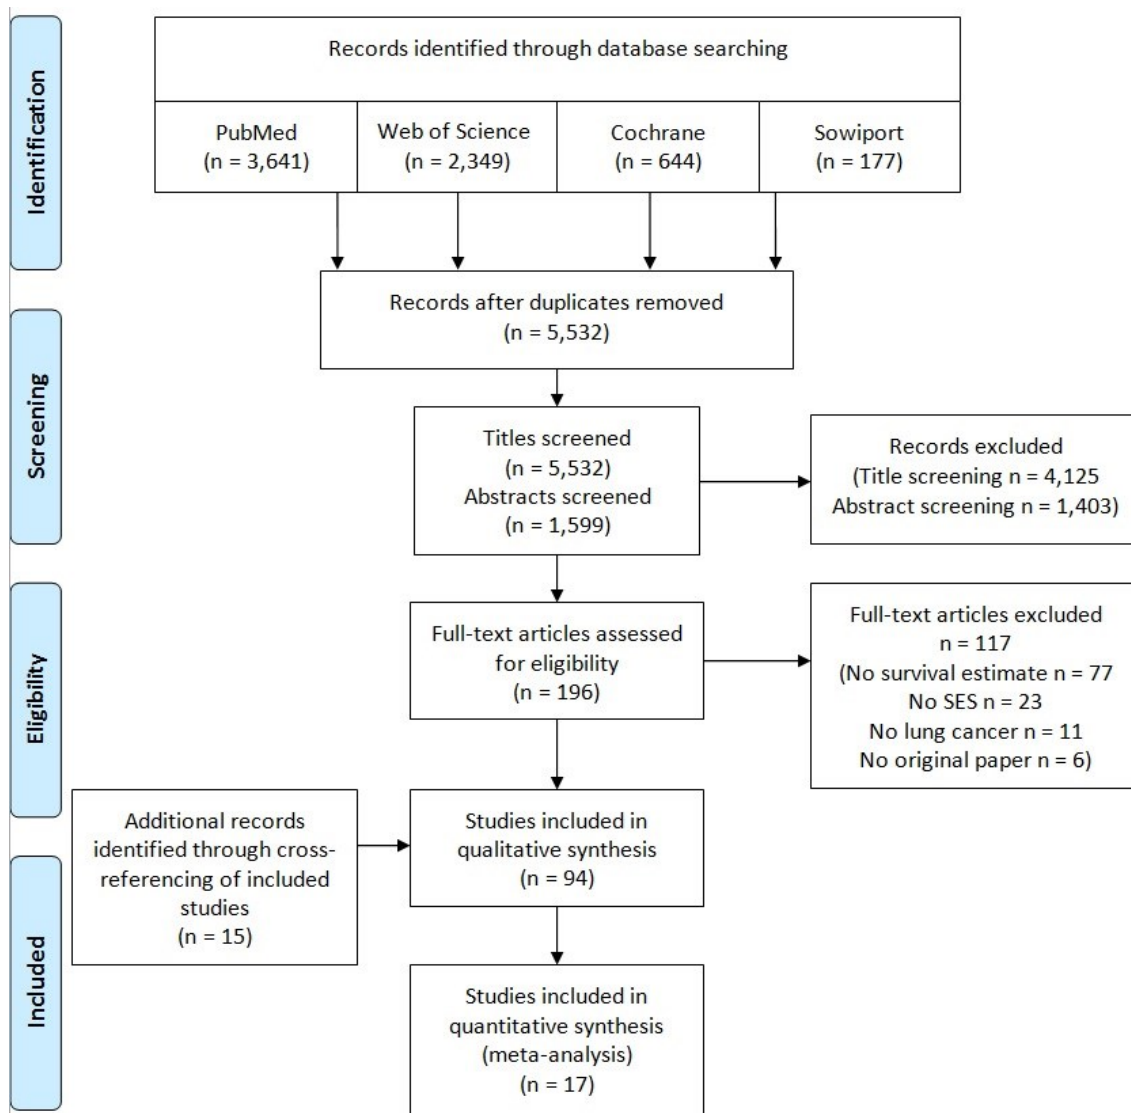 Identification
Records identified through database searching
PubMed
(n = 3,641)
Web of Science
(n = 2,349)
Cochrane
(n = 644)
Sowiport
(n = 177)
Records after duplicates removed
(n = 5,532)
Screening
Titles screened
(n = 5,532)
Abstracts screened
(n = 1,599)
Records excluded
(Title screening n = 4,125
Abstract screening n = 1,403)
Eligibility
Full-text articles assessed
for eligibility
(n = 196)
Full-text articles excluded
n = 117
(No survival estimate n = 77
No SES n = 23
No lung cancer n = 11
No original paper n = 6)
Additional records
identified through cross-
referencing of included
studies
(n = 15)
Studies included in
qualitative synthesis
(n = 94)
Included
Studies included in
quantitative synthesis
(meta-analysis)
(n = 17)